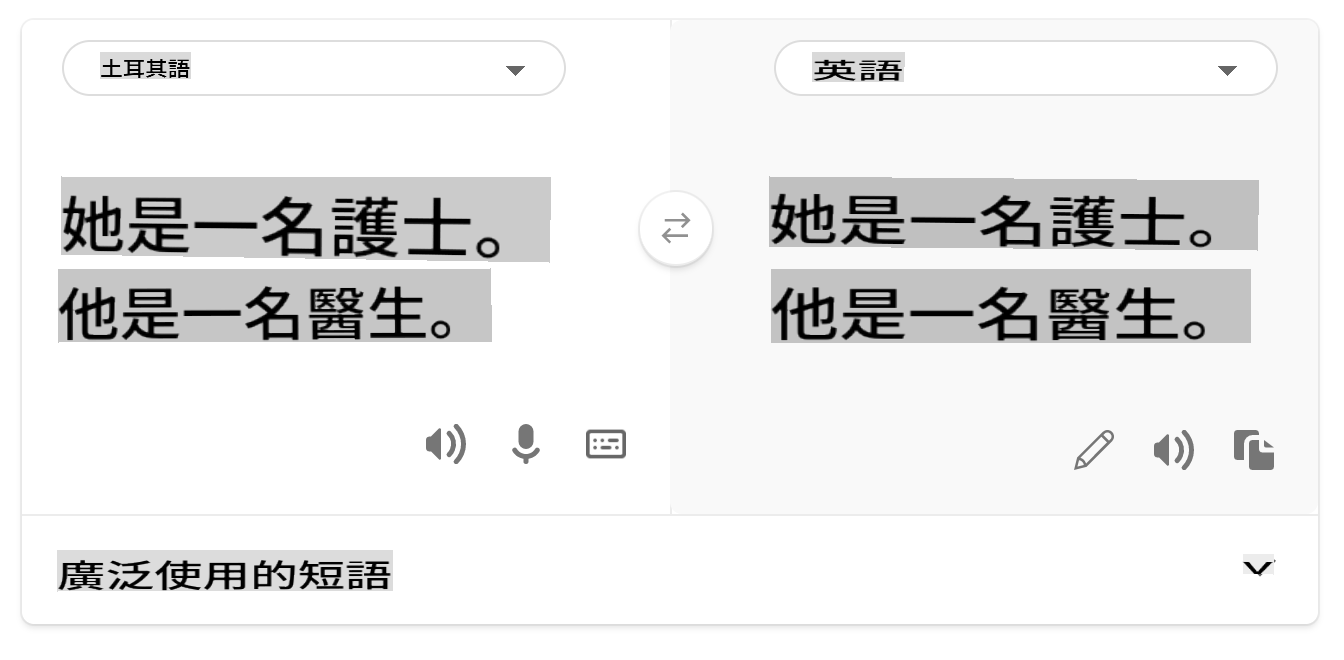 土耳其語
英語
她是一名護士。
他是一名醫生。
她是一名護士。
他是一名醫生。
廣泛使用的短語